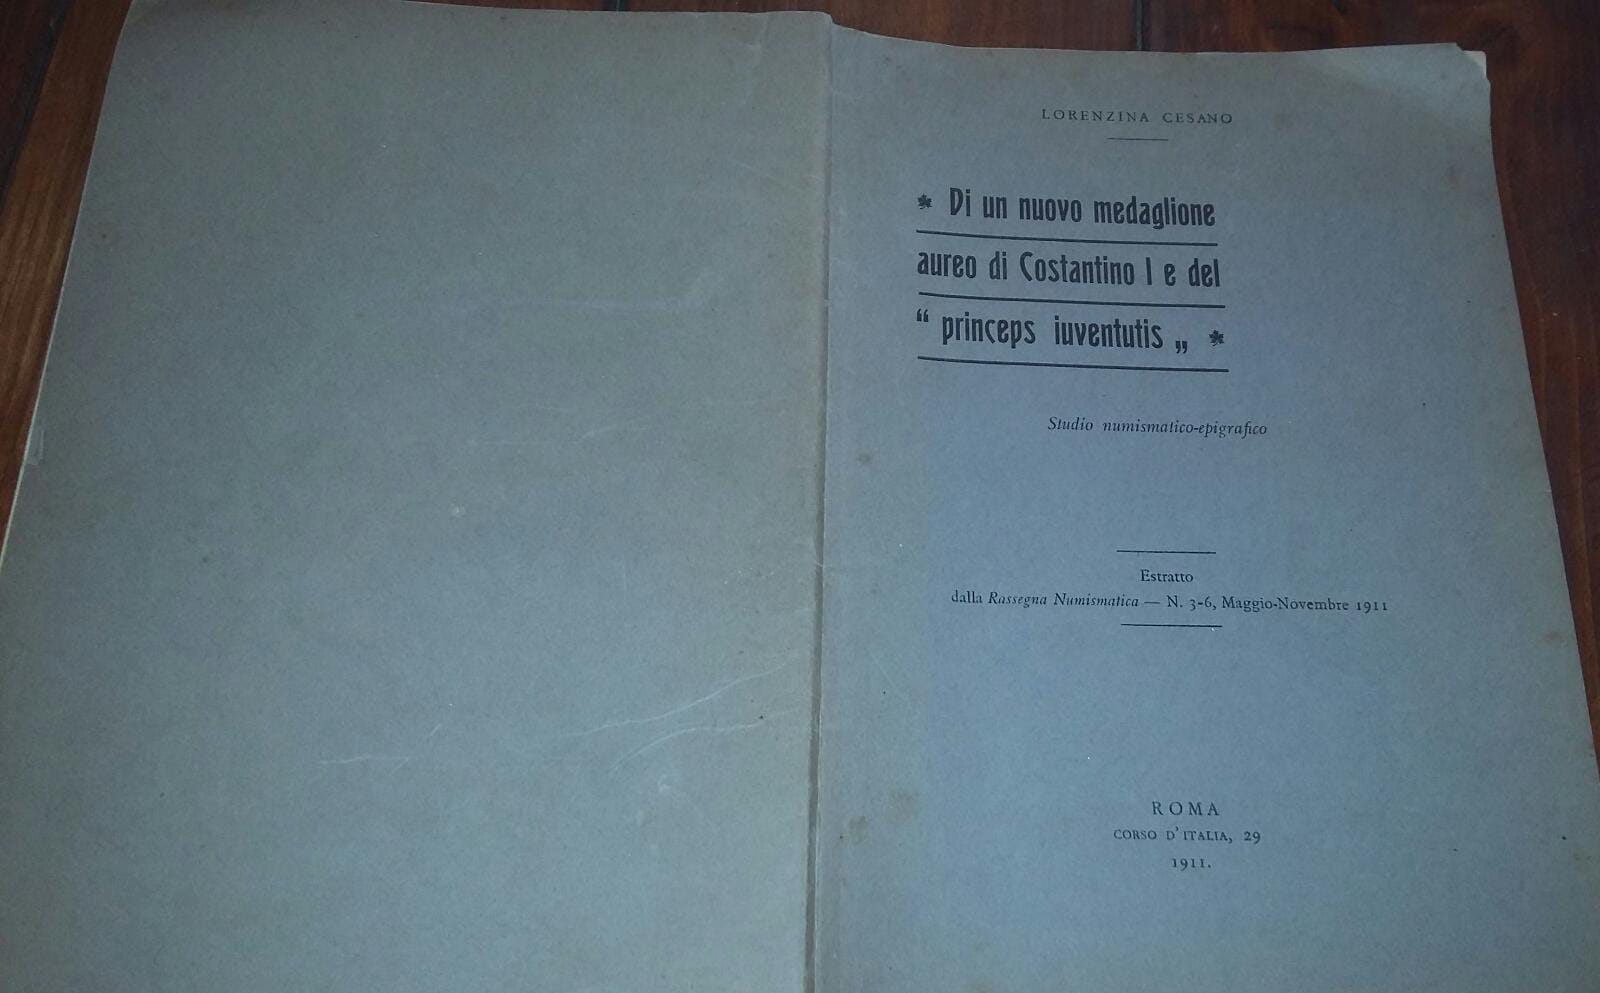 LORENZINA CESANO
* Di un nuovo medaglione
aureo di Costantino I e del
“ princeps iuventutis „ *
Studio numismatico-epigrafico
Estratto
dalla Rassegna Numismatica — N. 3-6, Maggio-Novembre 1911
ROMA
CORSO D'ITALIA, 29
1911.